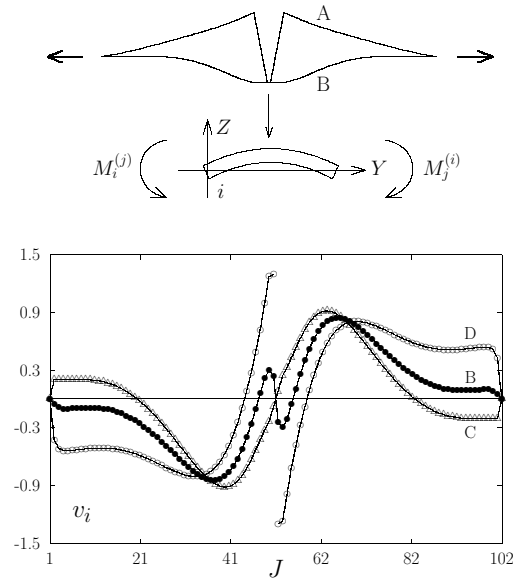 A
B
Z
M_i^{(j)} Y M_j^{(i)}
i
1.5
0.9
D
0.3
B
-0.3
C
-0.9
v_i
-1.5
1 21 41 62 82 102
J